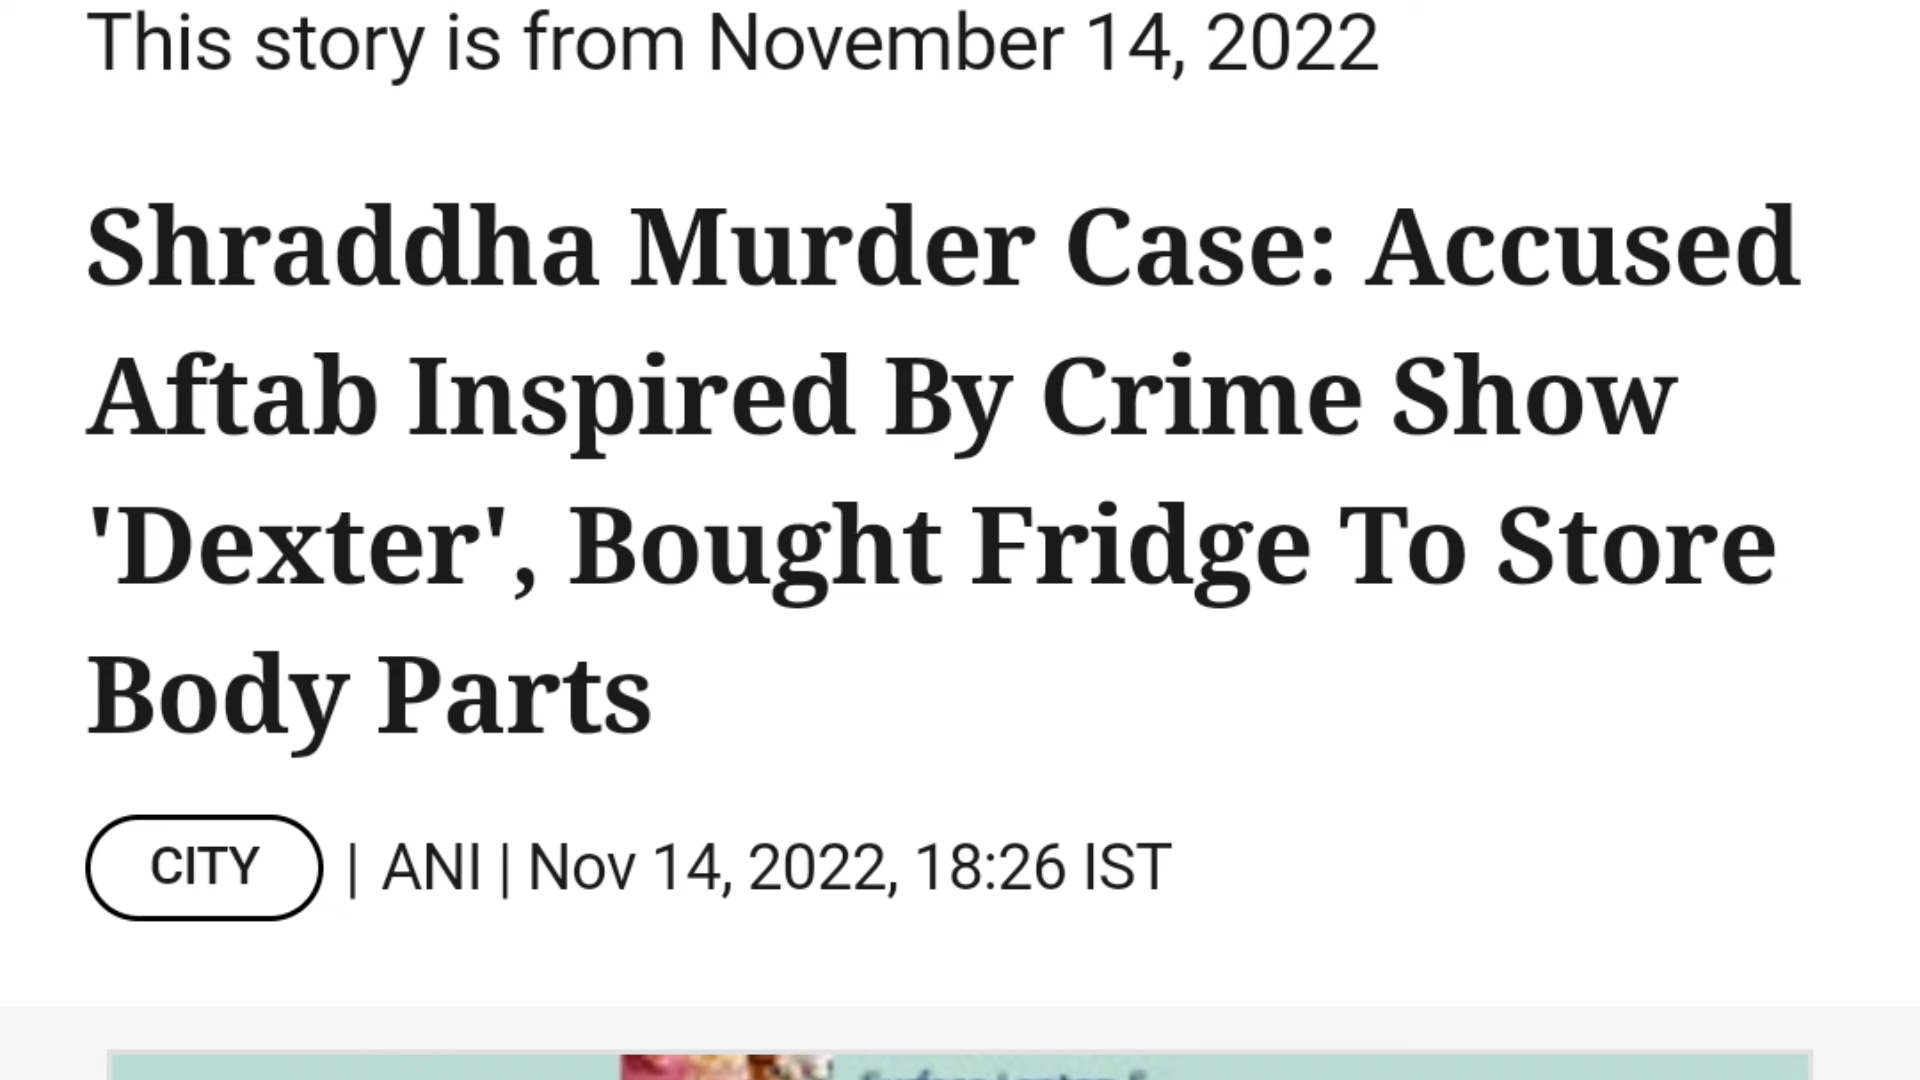 This story is from November 14, 2022
Shraddha Murder Case: Accused
Aftab Inspired By Crime Show
'Dexter', Bought Fridge To Store
Body Parts
CITY | ANI | Nov 14, 2022, 18:26 IST